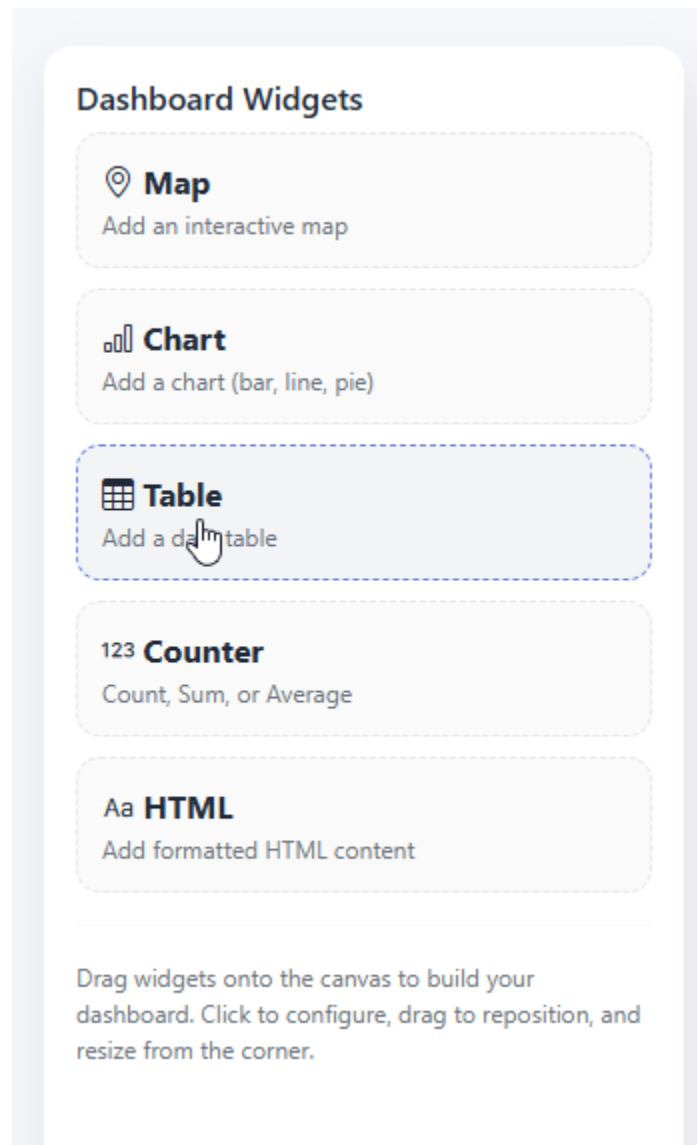 Dashboard Widgets
Map
Add an interactive map
Chart
Add a chart (bar, line, pie)
Table
Add a data table
123 Counter
Count, Sum, or Average
Aa HTML
Add formatted HTML content
Drag widgets onto the canvas to build your
dashboard. Click to configure, drag to reposition, and
resize from the corner.